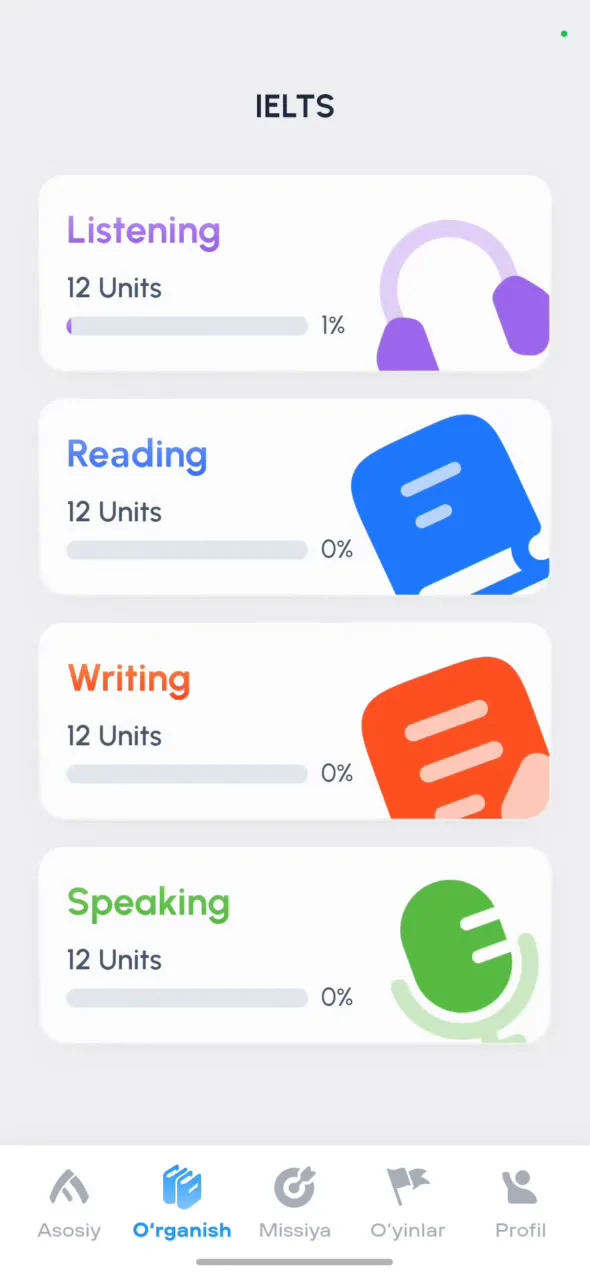 IELTS
Listening
12 Units
1%
Reading
12 Units
0%
Writing
12 Units
0%
Speaking
12 Units
0%
Asosiy O‘rganish Missiya O‘yinlar Profil